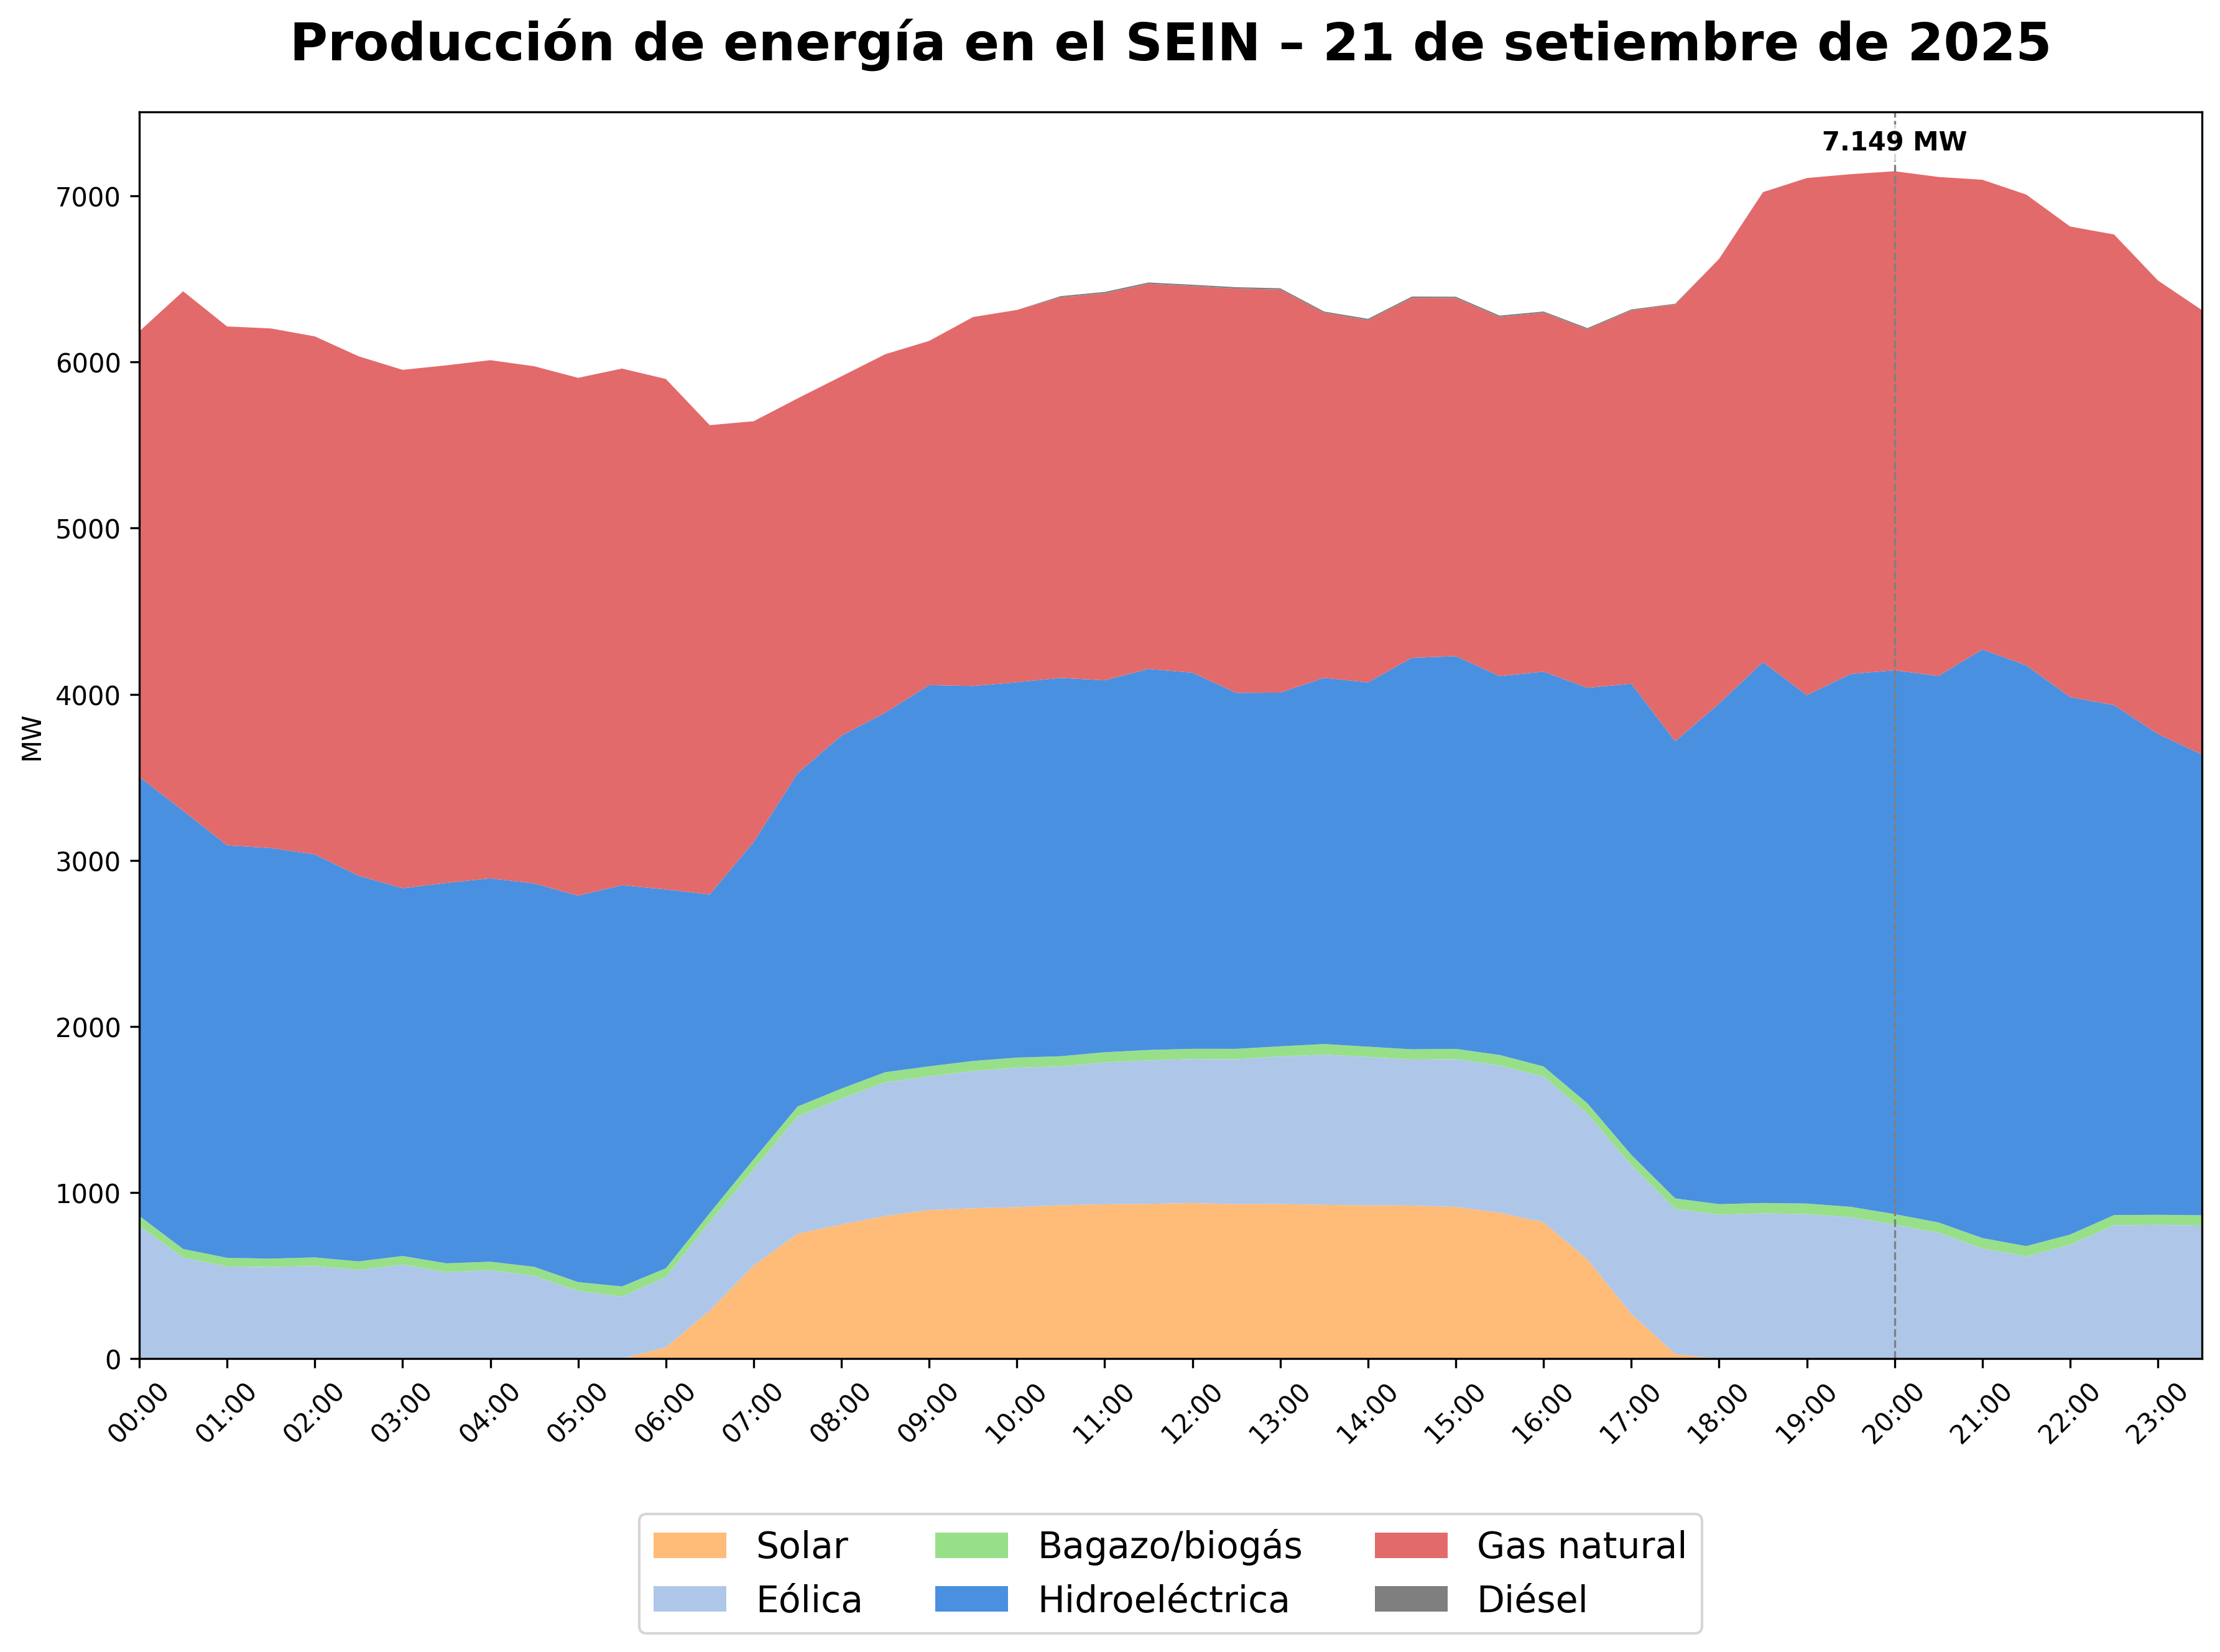 Producción de energía en el SEIN – 21 de setiembre de 2025
7.149 MW
7000
6000
5000
4000
3000
2000
1000
0
MW
00:00 01:00 02:00 03:00 04:00 05:00 06:00 07:00 08:00 09:00 10:00 11:00 12:00 13:00 14:00 15:00 16:00 17:00 18:00 19:00 20:00 21:00 22:00 23:00
Solar Bagazo/biogás Gas natural
Eólica Hidroeléctrica Diésel